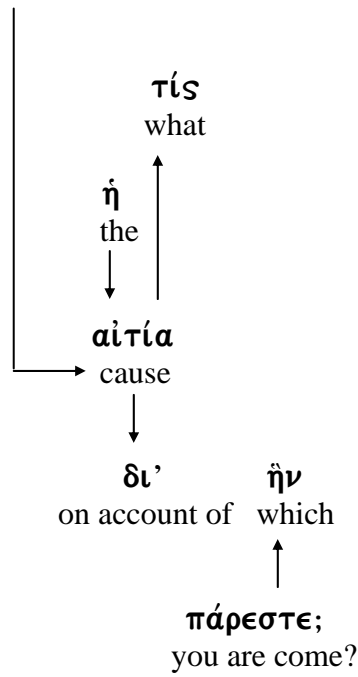 τίς
what
ἡ
the
αἰτία
cause
δι’ ἣν
on account of which
πάρεστε;
you are come?